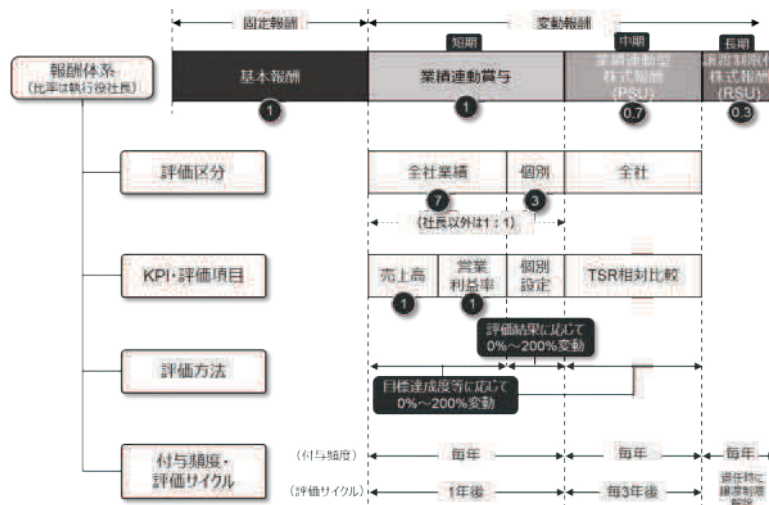 固定報酬
変動報酬
報酬体系
(比率は執行役社長)
基本報酬
1
短期
業績連動賞与
1
中期
業績連動型
株式報酬
(PSU)
0.7
長期
譲渡制限付
株式報酬
(RSU)
0.3
評価区分
全社業績
7
個別
3
全社
(社長以外は1：1)
KPI・評価項目
売上高
1
営業
利益率
1
個別
設定
TSR相対比較
評価方法
評価結果に応じて
0%～200%変動
目標達成度等に応じて
0%～200%変動
付与頻度・
評価サイクル
(付与頻度)
毎年
毎年
毎年
(評価サイクル)
1年後
毎3年後
退任時に
譲渡制限
解除